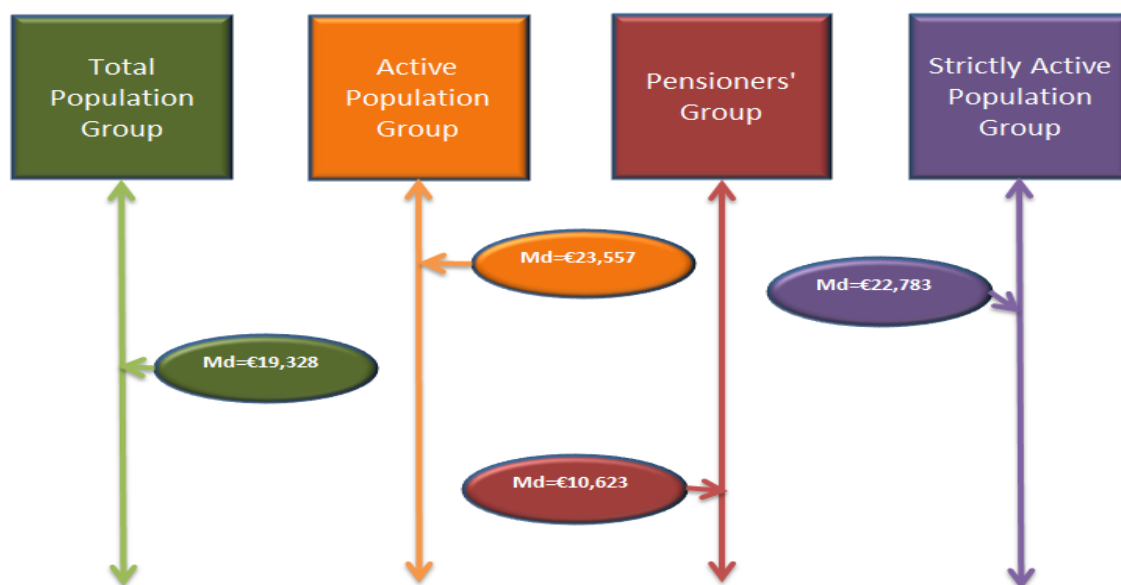 Total
Population
Group
Active
Population
Group
Pensioners'
Group
Strictly Active
Population
Group
Md=€23,557
Md=€22,783
Md=€19,328
Md=€10,623